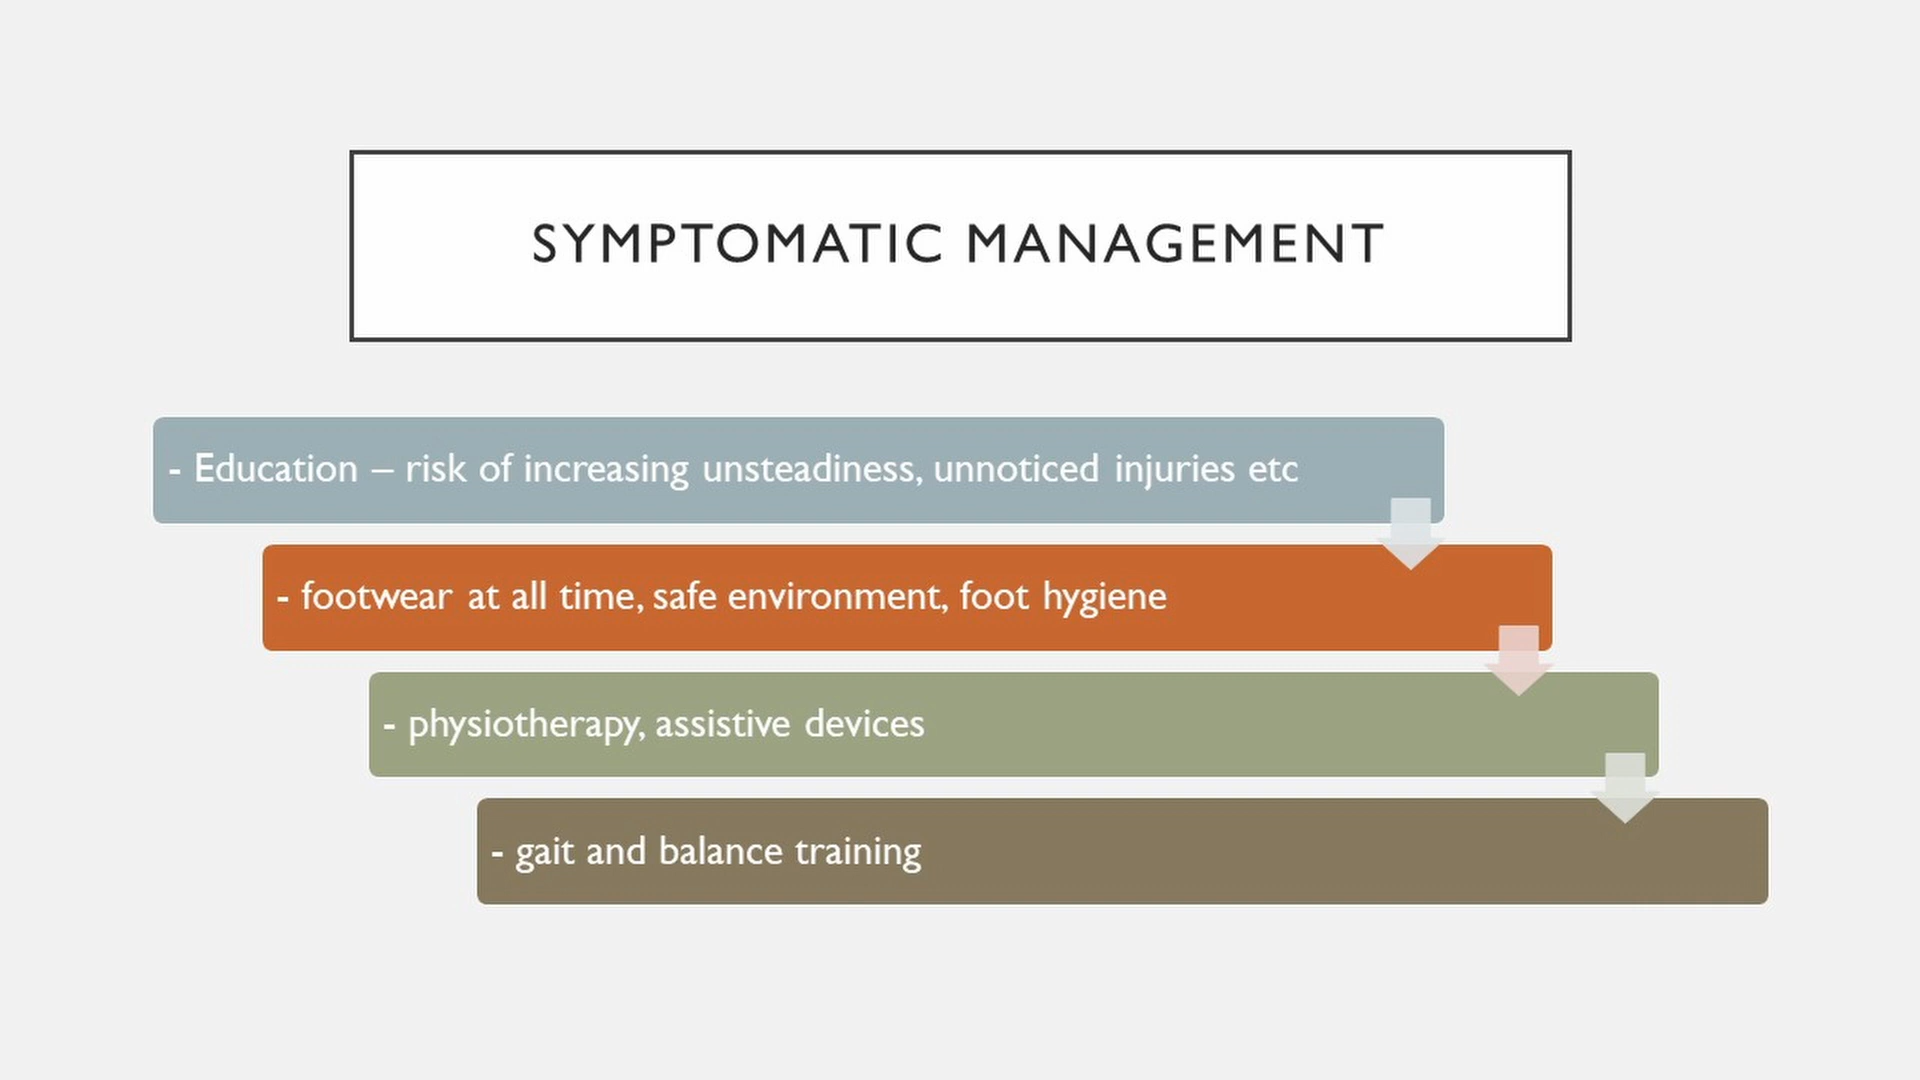 SYMPTOMATIC MANAGEMENT
- Education – risk of increasing unsteadiness, unnoticed injuries etc
- footwear at all time, safe environment, foot hygiene
- physiotherapy, assistive devices
- gait and balance training